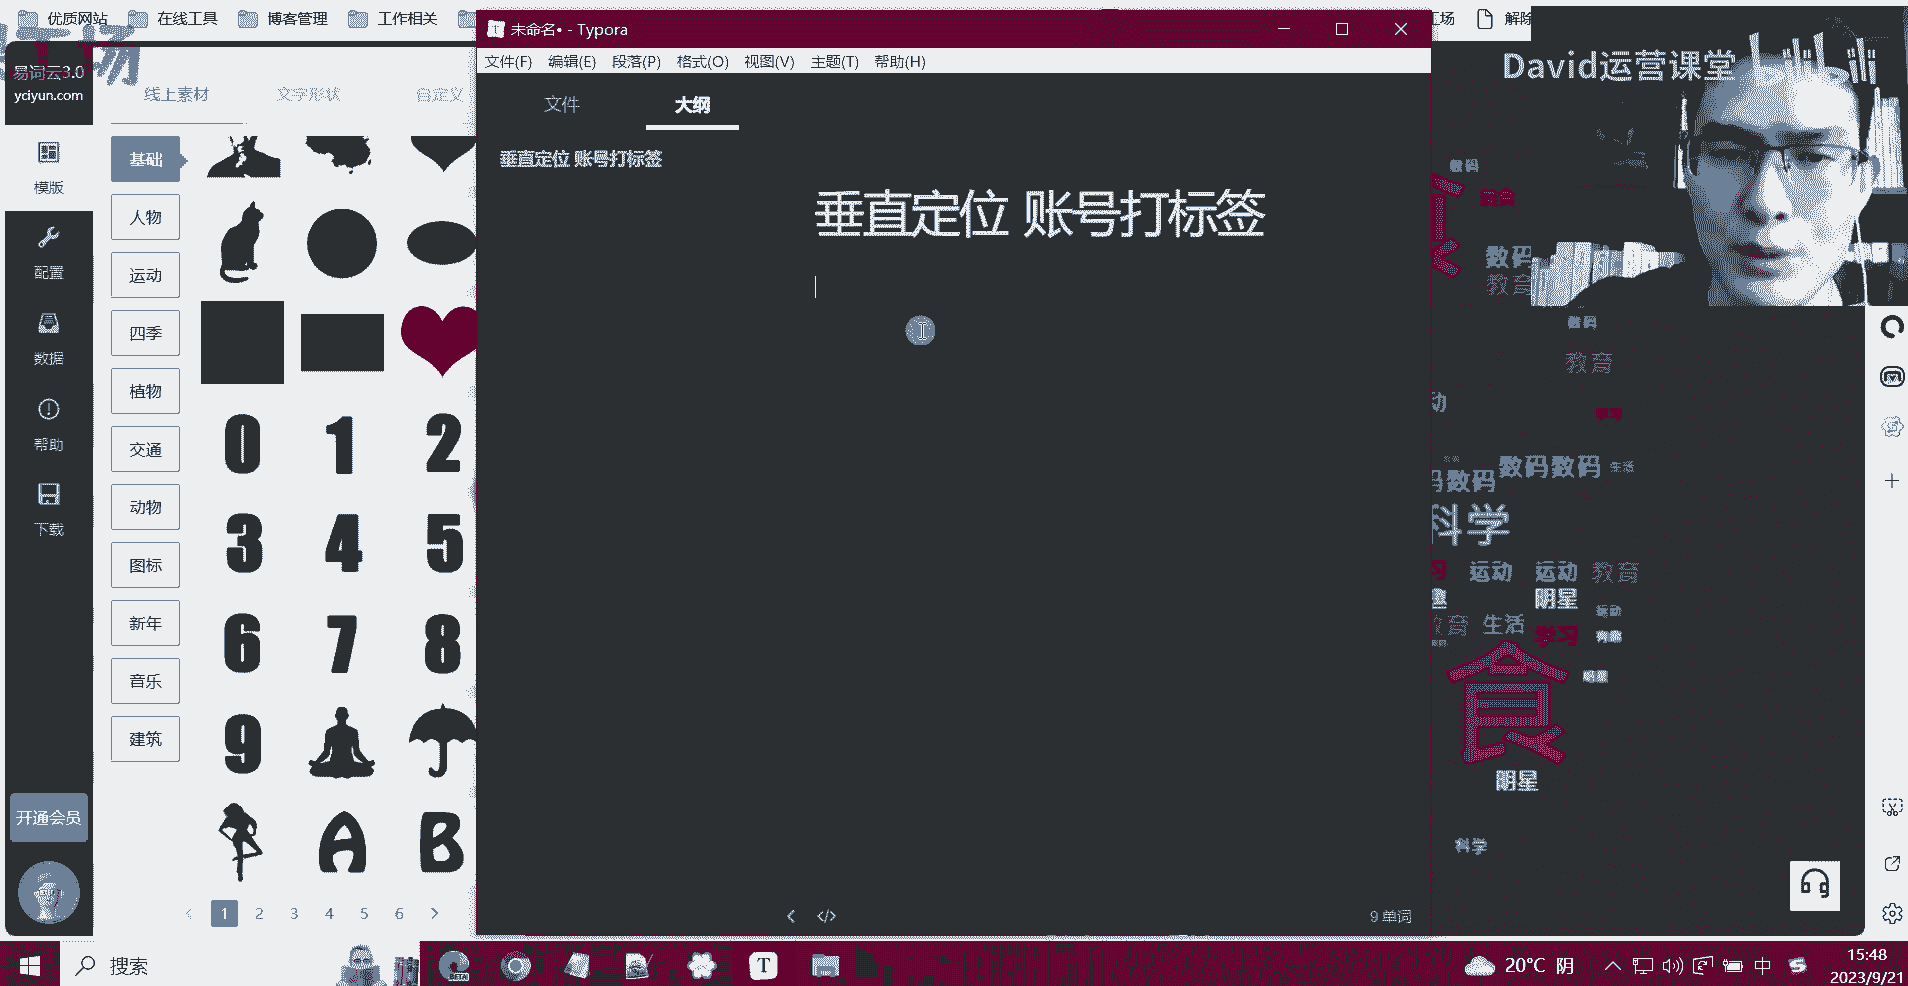 优质网站
在线工具
博客管理
工作相关
工场
解除
易词云3.0
yciyun.com
模版
配置
数据
帮助
下载
开通会员
线上素材
文字形状
自定义
基础
人物
运动
四季
植物
交通
动物
图标
新年
音乐
建筑
0 1 2
3 4 5
6 7 8
9
A B
1 2 3 4 5 6
未命名• - Typora
文件(F) 编辑(E) 段落(P) 格式(O) 视图(V) 主题(T) 帮助(H)
文件
大纲
垂直定位 账号打标签
垂直定位 账号打标签
9 单词
David运营课堂
数码
数码
教育
数码
教育
动
学习
数码数码
生活
数码
科学
运动
运动
教育
明星
运动
教育
生活
学习
食
明星
科学
搜索
20°C 阴
中
15:48
2023/9/21